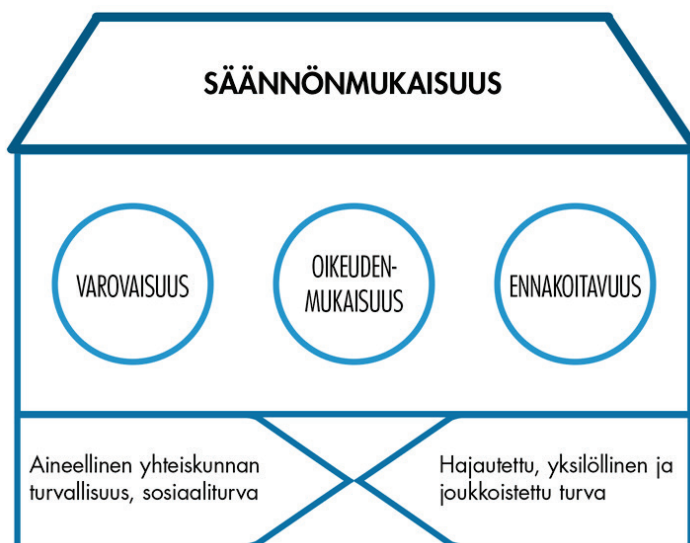 SÄÄNNÖNMUKAISUUS
VAROVAISUUS
OIKEUDEN-
MUKAISUUS
ENNAKOITAVUUS
Aineellinen yhteiskunnan
turvallisuus, sosiaaliturva
Hajautettu, yksilöllinen ja
joukkoistettu turva